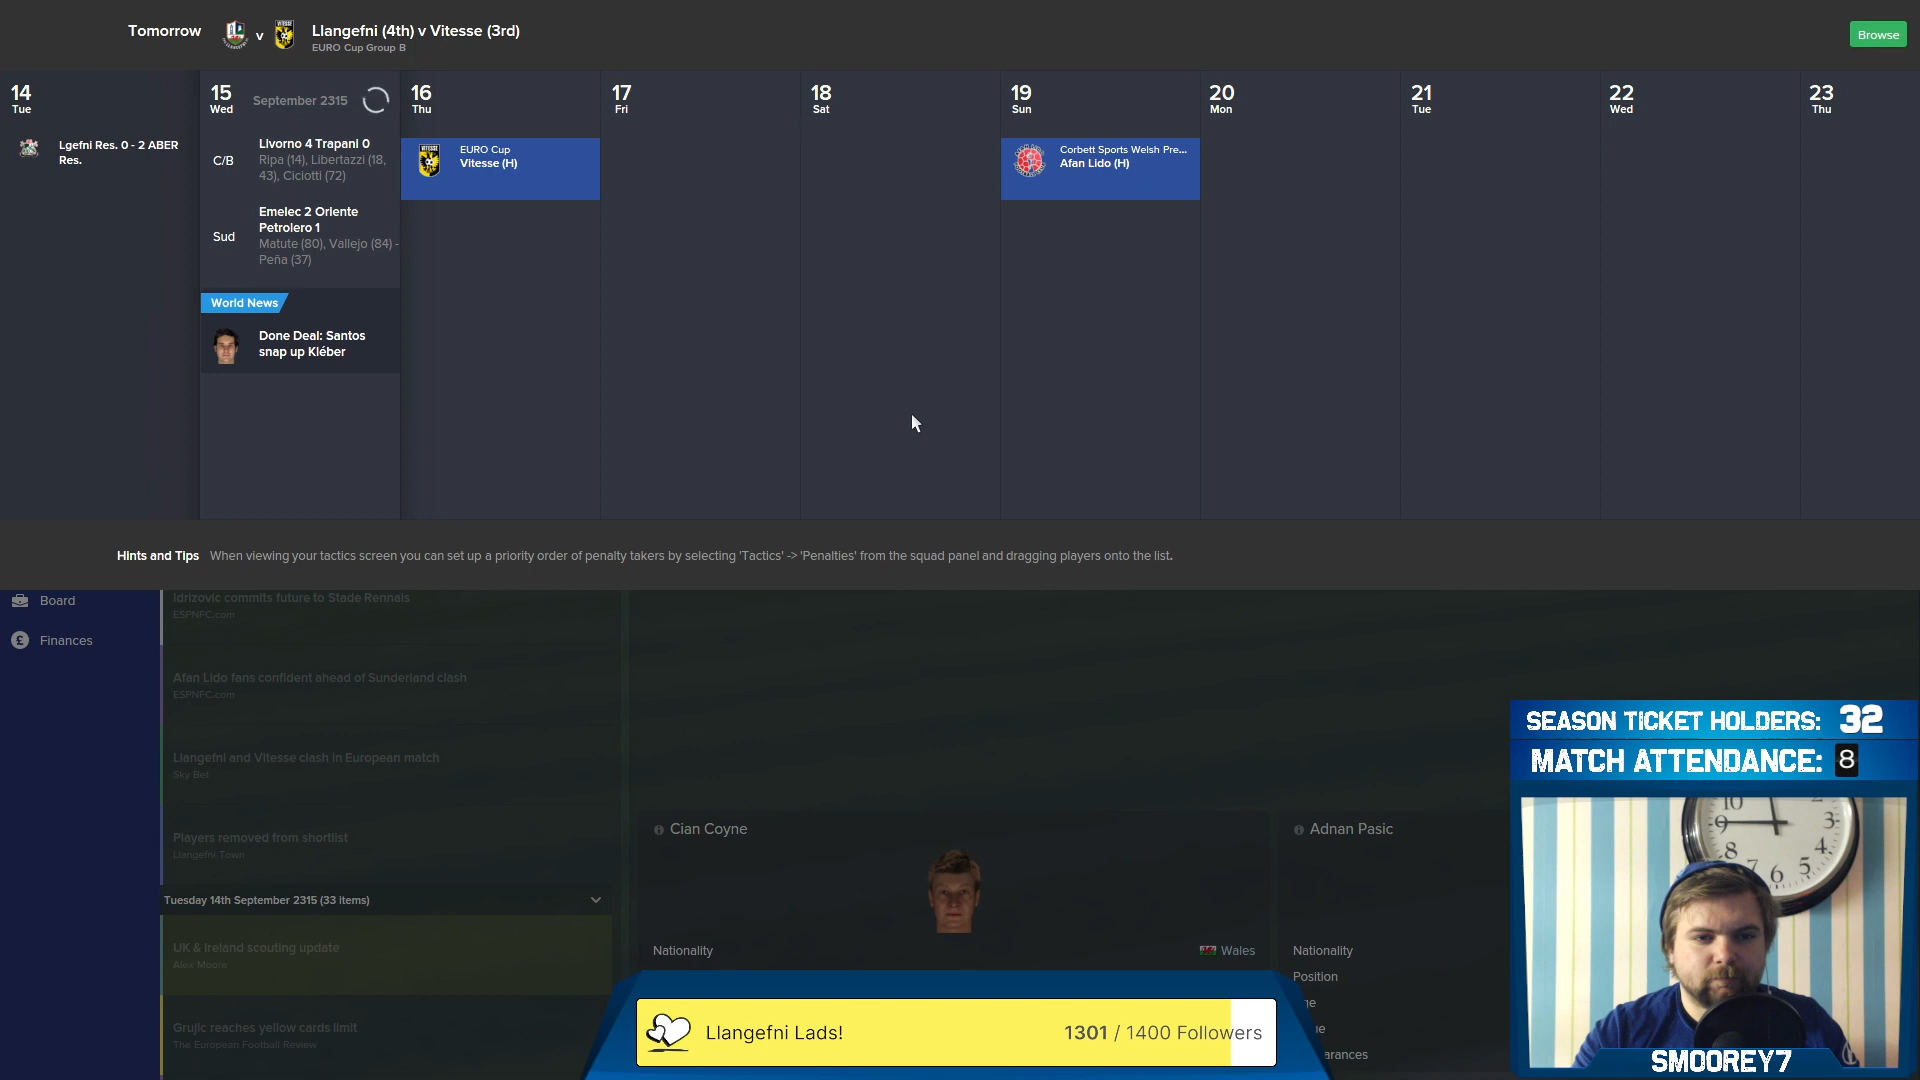 Tomorrow
v
Llangefni (4th) v Vitesse (3rd)
EURO Cup Group B
Browse
14
Tue
15
Wed
September 2315
16
Thu
17
Fri
18
Sat
19
Sun
20
Mon
21
Tue
22
Wed
23
Thu
Lgefni Res. 0 - 2 ABER
Res.
C/B
Livorno 4 Trapani 0
Ripa (14), Libertazzi (18,
43), Ciciotti (72)
Sud
Emelec 2 Oriente
Petrolero 1
Matute (80), Vallejo (84) -
Peña (37)
World News
Done Deal: Santos
snap up Kléber
EURO Cup
Vitesse (H)
Corbett Sports Welsh Pre...
Afan Lido (H)
Hints and Tips When viewing your tactics screen you can set up a priority order of penalty takers by selecting 'Tactics' -> 'Penalties' from the squad panel and dragging players onto the list.
Board
Finances
Idrizovic commits future to Stade Rennais
ESPNFC.com
Afan Lido fans confident ahead of Sunderland clash
ESPNFC.com
Llangefni and Vitesse clash in European match
Sky Bet
Players removed from shortlist
Llangefni Town
Tuesday 14th September 2315 (33 items)
UK & Ireland scouting update
Alex Moore
Grujic reaches yellow cards limit
The European Football Review
Cian Coyne
Nationality
Wales
Adnan Pasic
Nationality
Position
SEASON TICKET HOLDERS: 32
MATCH ATTENDANCE: 8
10
9
8
7
6
5
4
3
SMOOREY7
Llangefni Lads!
1301 / 1400 Followers